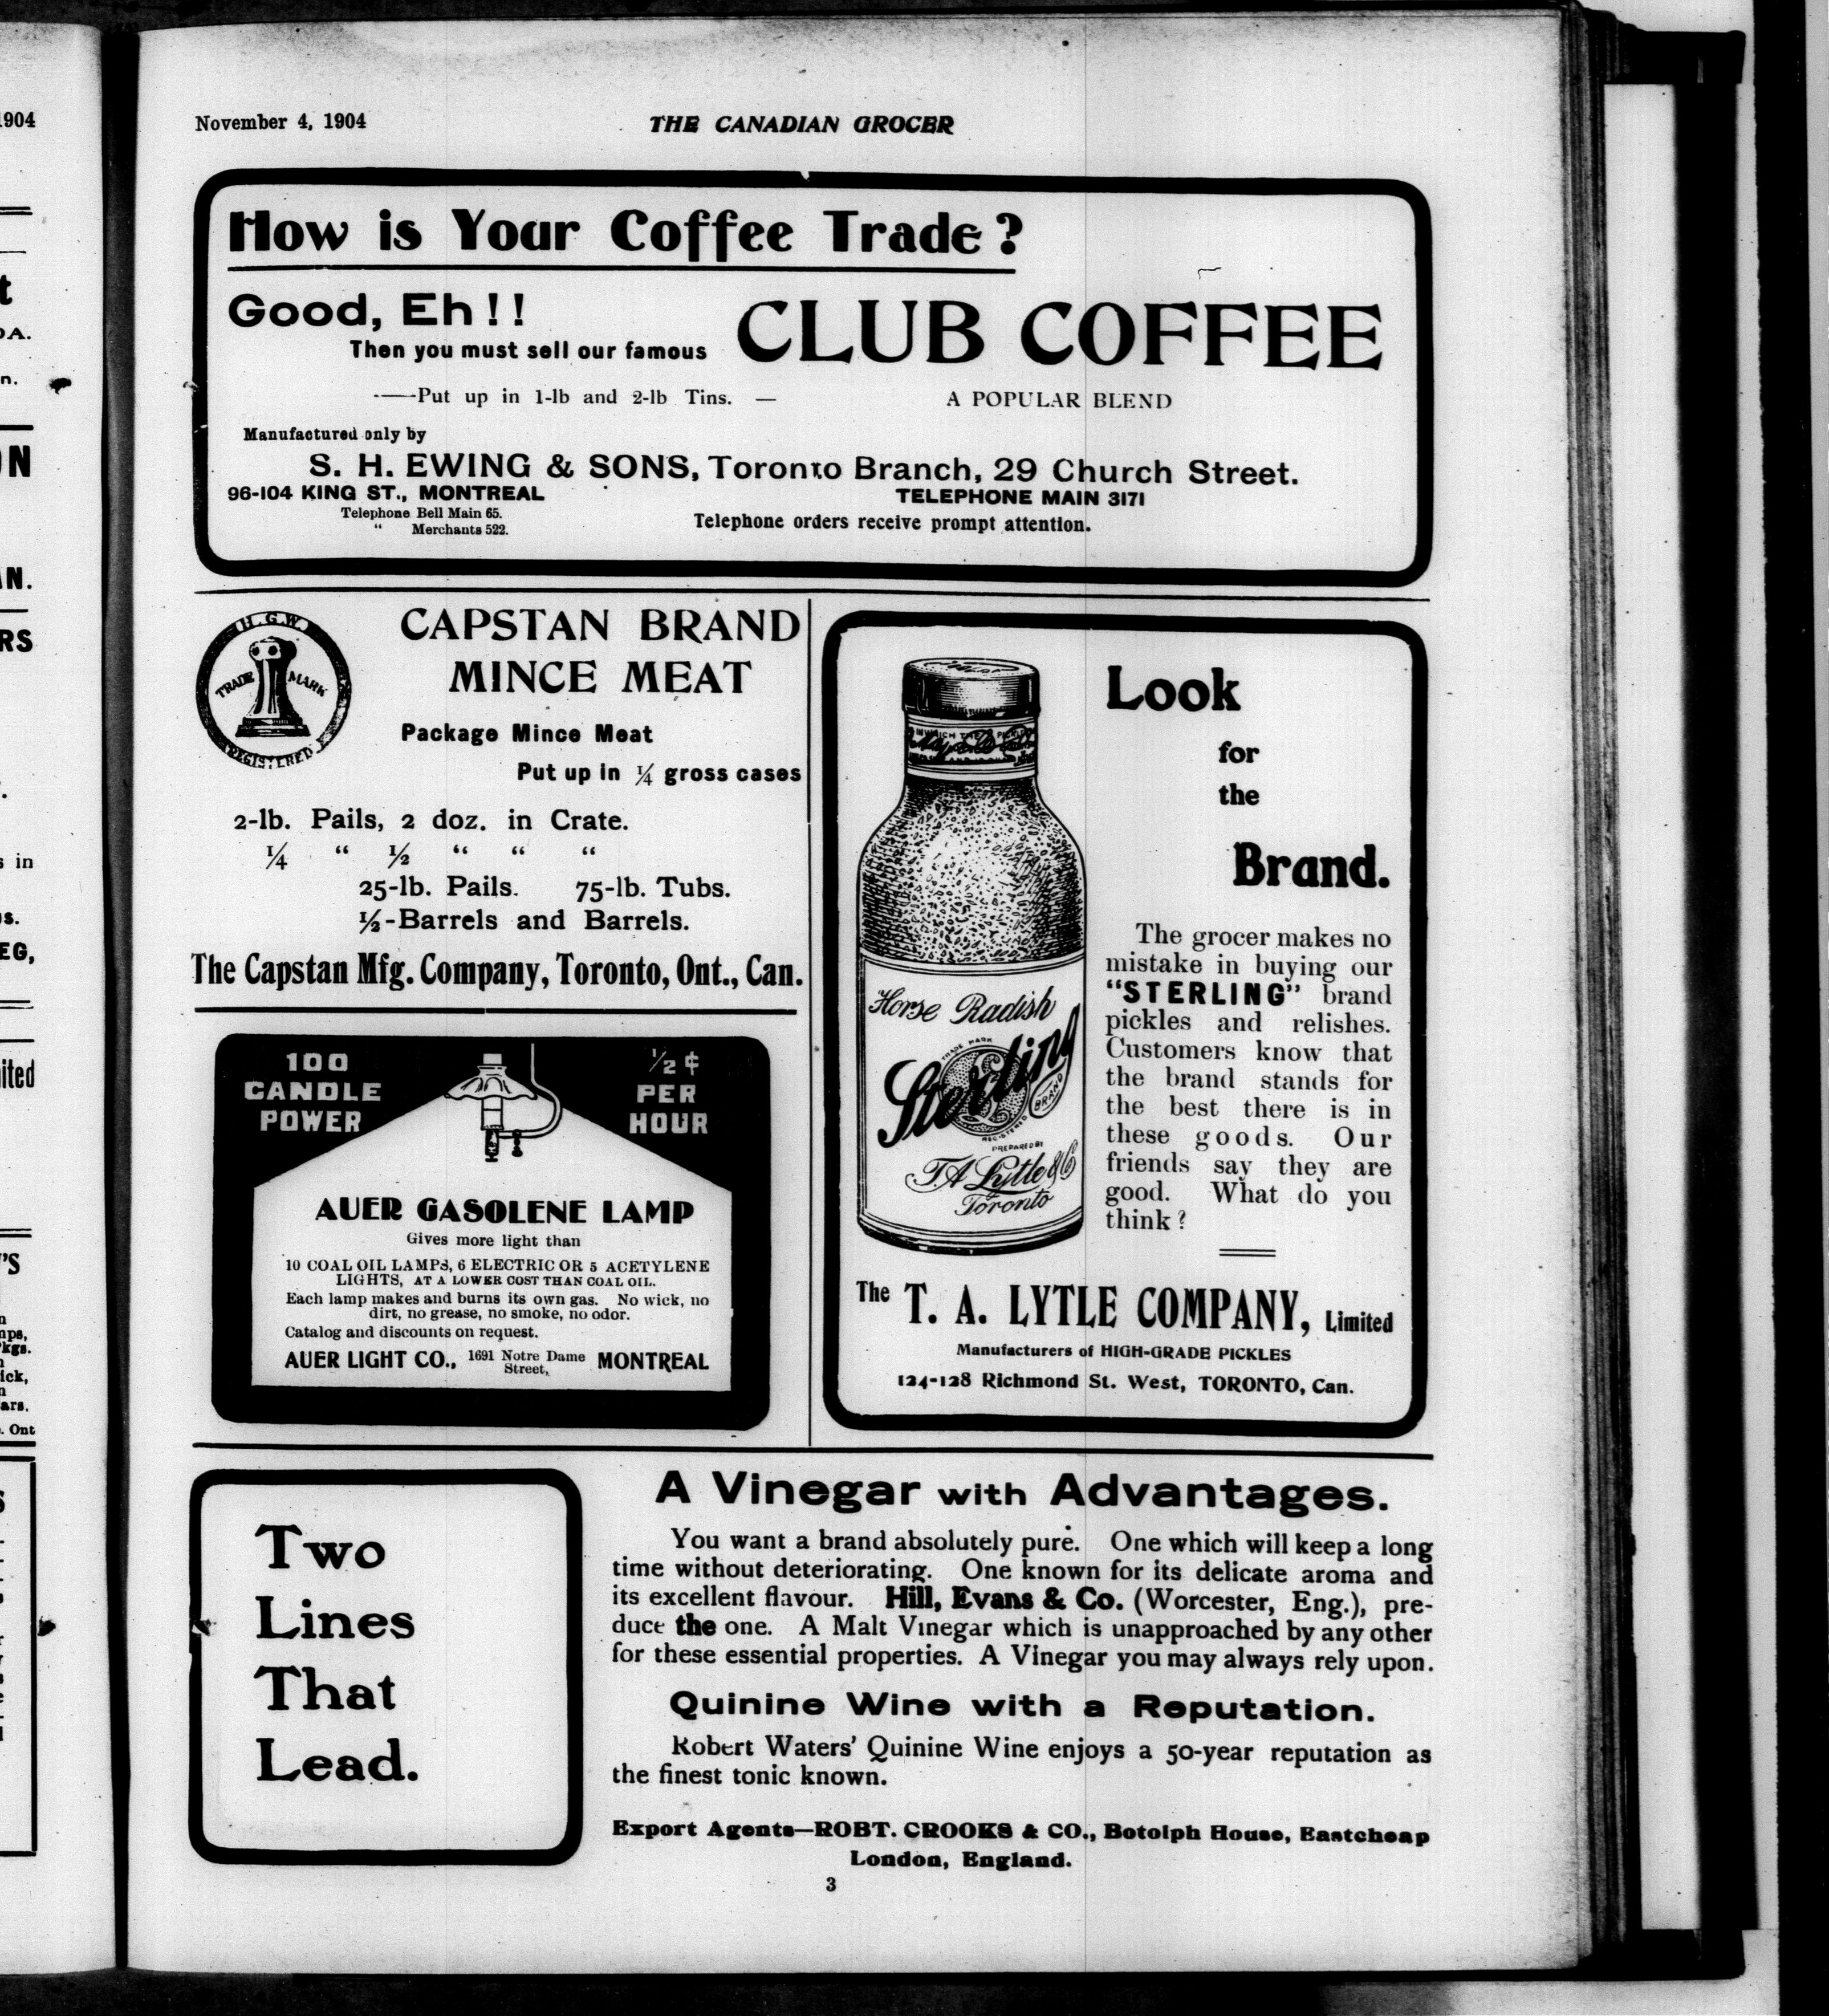 November 4, 1904
THE CANADIAN GROCER
How is Your Coffee Trade?
Good, Eh!!
Then you must sell our famous
CLUB COFFEE
—Put up in 1-lb and 2-lb Tins. —
A POPULAR BLEND
Manufactured only by
S. H. EWING & SONS, Toronto Branch, 29 Church Street.
96-104 KING ST., MONTREAL
TELEPHONE MAIN 3171
Telephone Bell Main 65.
" Merchants 522.
Telephone orders receive prompt attention.
H. G. W.
TRADE MARK
REGISTERED
CAPSTAN BRAND
MINCE MEAT
Package Mince Meat
Put up in ¼ gross cases
2-lb. Pails, 2 doz. in Crate.
¼ " ½ " " "
25-lb. Pails. 75-lb. Tubs.
½-Barrels and Barrels.
The Capstan Mfg. Company, Toronto, Ont., Can.
100
CANDLE
POWER
½ ¢
PER
HOUR
AUER GASOLENE LAMP
Gives more light than
10 COAL OIL LAMPS, 6 ELECTRIC OR 5 ACETYLENE
LIGHTS, AT A LOWER COST THAN COAL OIL.
Each lamp makes and burns its own gas. No wick, no
dirt, no grease, no smoke, no odor.
Catalog and discounts on request.
AUER LIGHT CO., 1691 Notre Dame Street, MONTREAL
Horse Radish
TRADE MARK
Sterling
BRAND
REGISTERED
PREPARED BY
T.A. Lytle & Co
Toronto
Look
for
the
Brand.
The grocer makes no
mistake in buying our
"STERLING" brand
pickles and relishes.
Customers know that
the brand stands for
the best there is in
these goods. Our
friends say they are
good. What do you
think?
The T. A. LYTLE COMPANY, Limited
Manufacturers of HIGH-GRADE PICKLES
124-128 Richmond St. West, TORONTO, Can.
Two
Lines
That
Lead.
A Vinegar with Advantages.
You want a brand absolutely pure. One which will keep a long
time without deteriorating. One known for its delicate aroma and
its excellent flavour. Hill, Evans & Co. (Worcester, Eng.), pre-
duce the one. A Malt Vinegar which is unapproached by any other
for these essential properties. A Vinegar you may always rely upon.
Quinine Wine with a Reputation.
Robert Waters' Quinine Wine enjoys a 50-year reputation as
the finest tonic known.
Export Agents—ROBT. CROOKS & CO., Botolph House, Eastcheap
London, England.
3